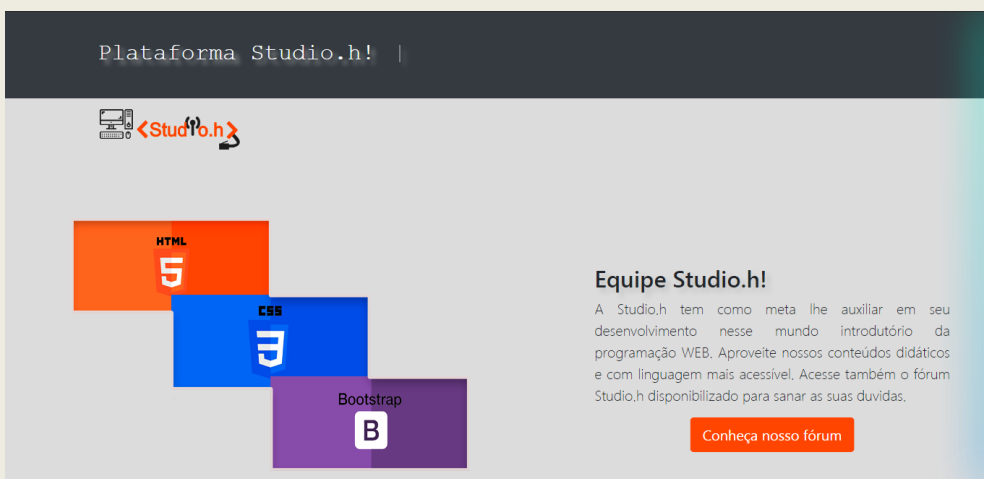 Plataforma Studio.h! |
<Studio.h>
HTML
5
CSS
3
Bootstrap
B
Equipe Studio.h!
A Studio.h tem como meta lhe auxiliar em seu
desenvolvimento nesse mundo introdutório da
programação WEB. Aproveite nossos conteúdos didáticos
e com linguagem mais acessível. Acesse também o fórum
Studio.h disponibilizado para sanar as suas duvidas.
Conheça nosso fórum